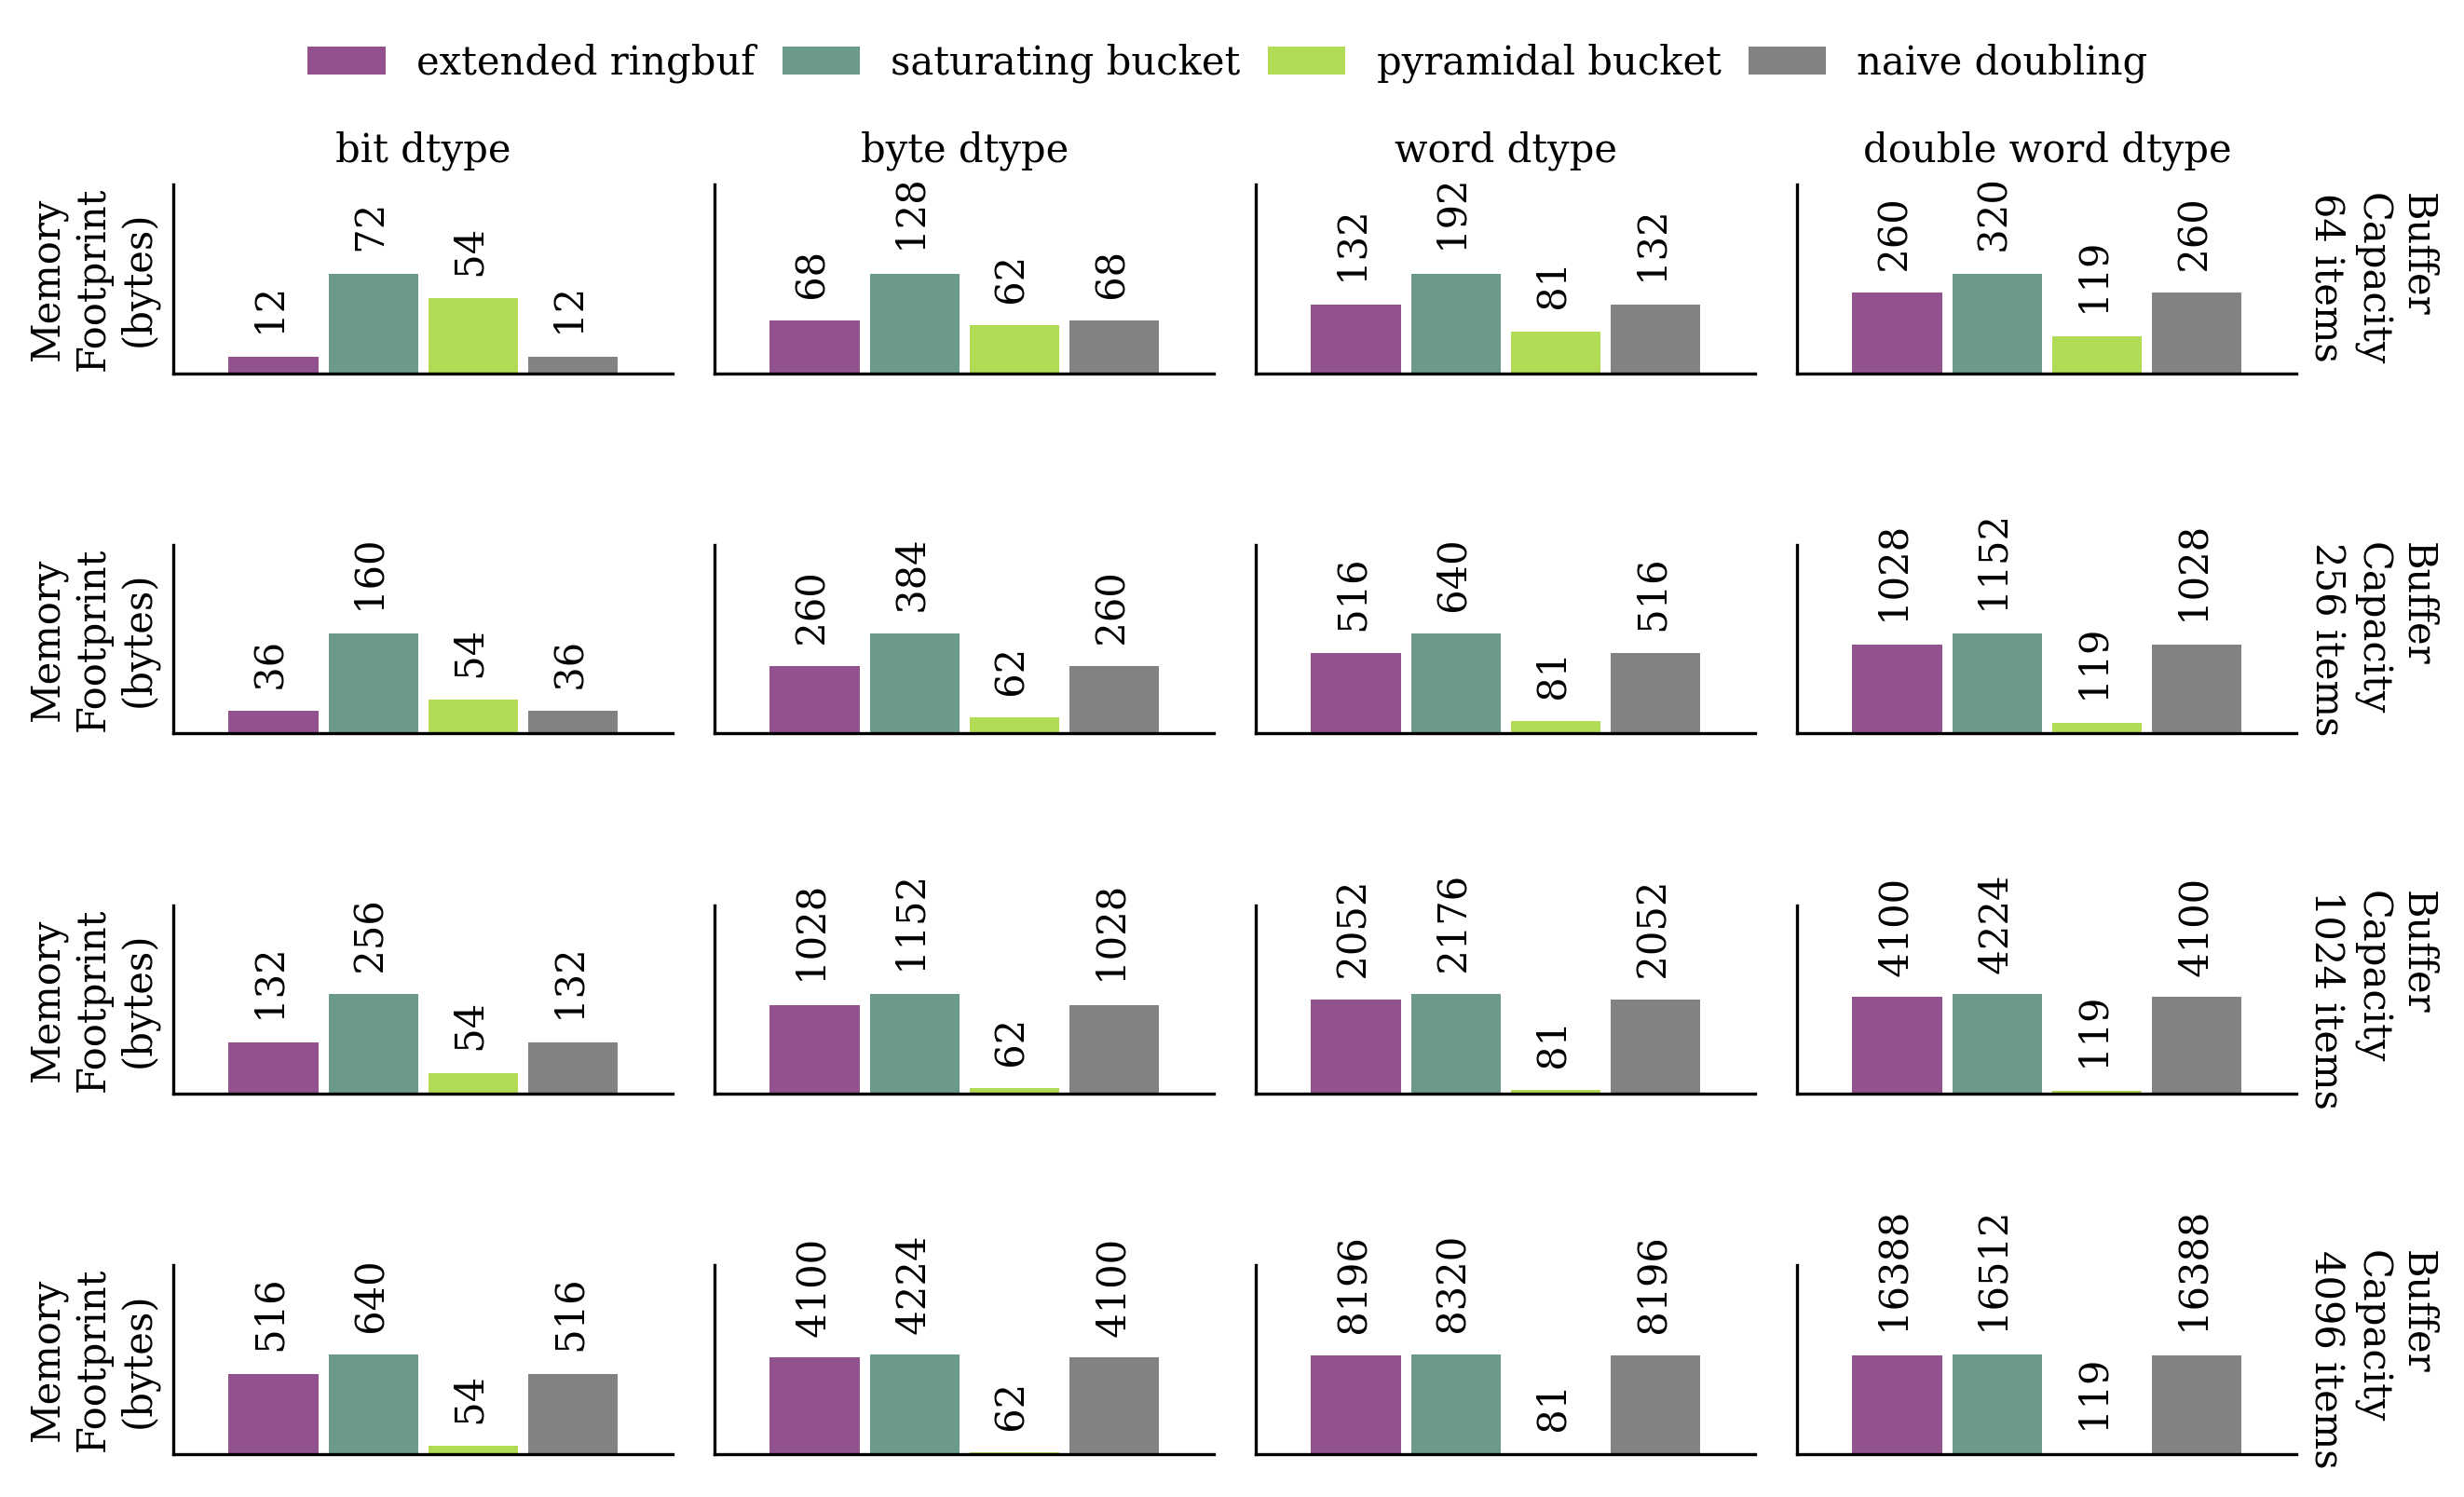 extended ringbuf saturating bucket pyramidal bucket naive doubling
bit dtype byte dtype word dtype double word dtype
Memory
Footprint
(bytes)
12 72 54 12
68 128 62 68
132 192 81 132
260 320 119 260
Buffer
Capacity
64 items
Memory
Footprint
(bytes)
36 160 54 36
260 384 62 260
516 640 81 516
1028 1152 119 1028
Buffer
Capacity
256 items
Memory
Footprint
(bytes)
132 256 54 132
1028 1152 62 1028
2052 2176 81 2052
4100 4224 119 4100
Buffer
Capacity
1024 items
Memory
Footprint
(bytes)
516 640 54 516
4100 4224 62 4100
8196 8320 81 8196
16388 16512 119 16388
Buffer
Capacity
4096 items